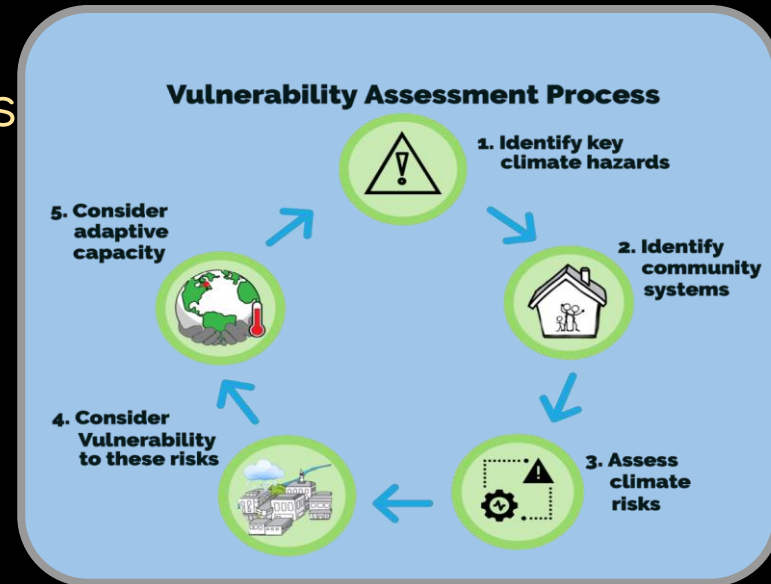 s
Vulnerability Assessment Process
1. Identify key
climate hazards
2. Identify
community
systems
3. Assess
climate
risks
4. Consider
Vulnerability
to these risks
5. Consider
adaptive
capacity